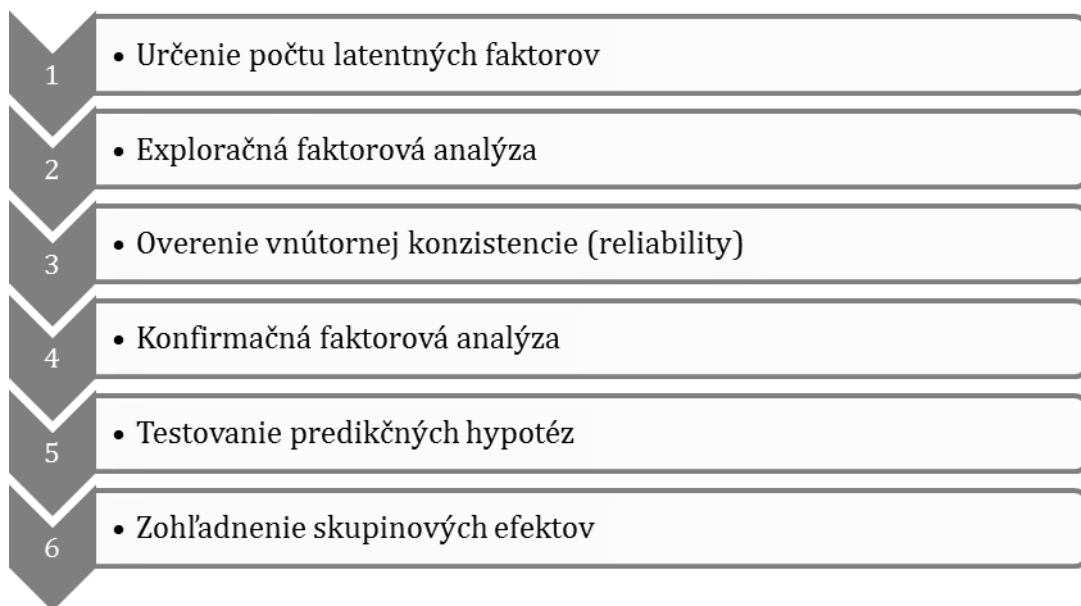 1 • Určenie počtu latentných faktorov
2 • Exploračná faktorová analýza
3 • Overenie vnútornej konzistencie (reliability)
4 • Konfirmačná faktorová analýza
5 • Testovanie predikčných hypotéz
6 • Zohľadnenie skupinových efektov